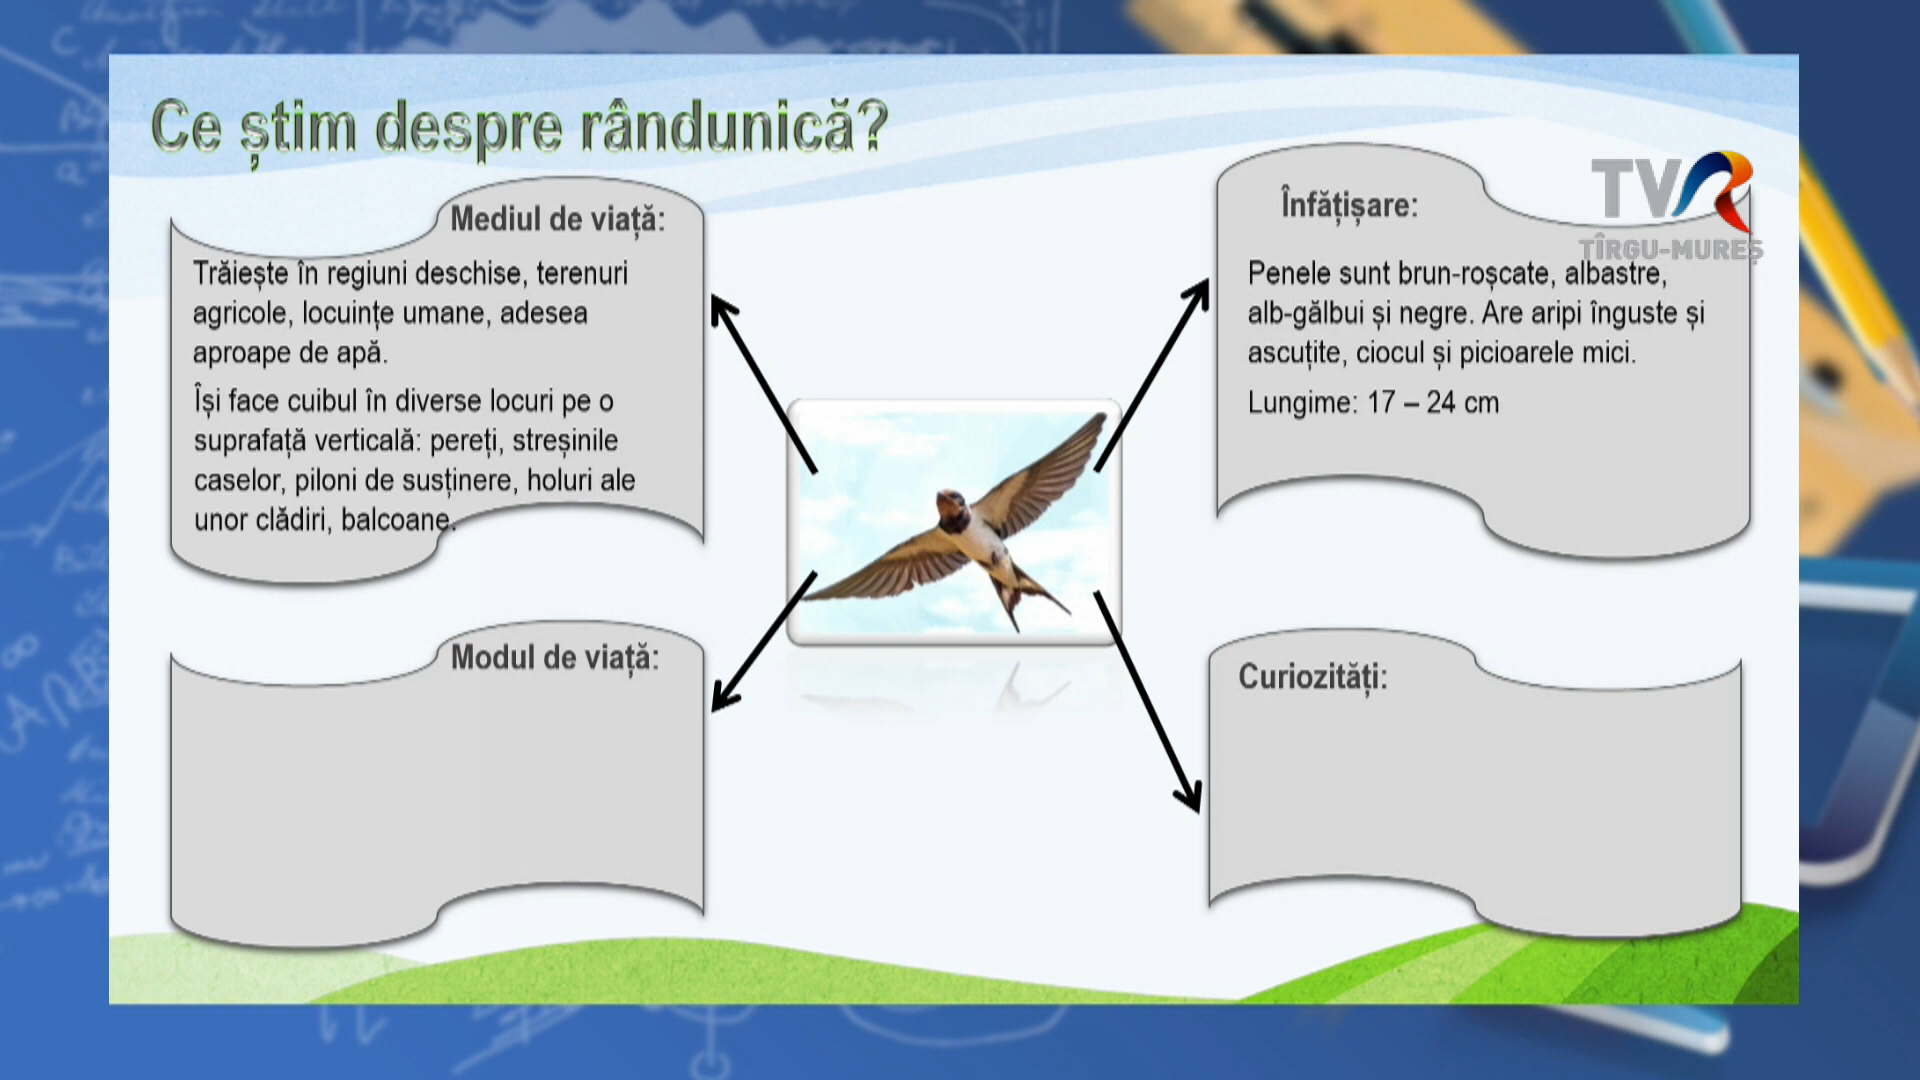 Ce știm despre rândunică?
Mediul de viață:
Trăiește în regiuni deschise, terenuri
agricole, locuințe umane, adesea
aproape de apă.
Își face cuibul în diverse locuri pe o
suprafață verticală: pereți, streșinile
caselor, piloni de susținere, holuri ale
unor clădiri, balcoane.
Înfățișare:
TVR
TÎRGU-MUREȘ
Penele sunt brun-roșcate, albastre,
alb-gălbui și negre. Are aripi înguste și
ascuțite, ciocul și picioarele mici.
Lungime: 17 – 24 cm
Modul de viață:
Curiozități: